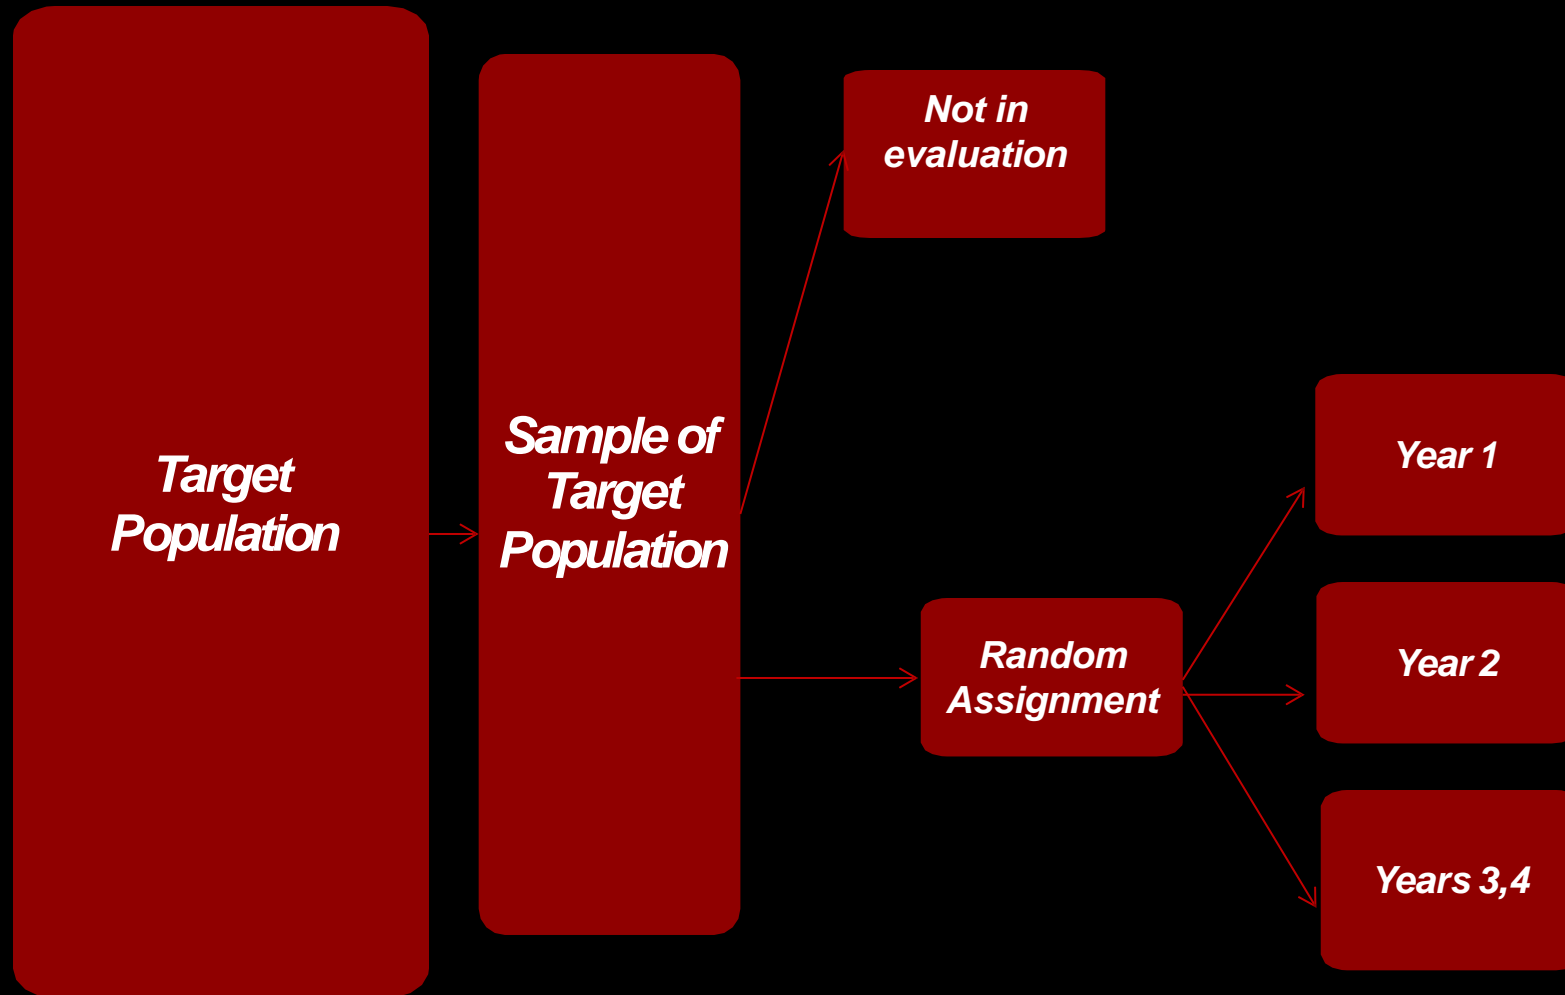 Target
Population
Sample of
Target
Population
Not in
evaluation
Random
Assignment
Year 1
Year 2
Years 3,4